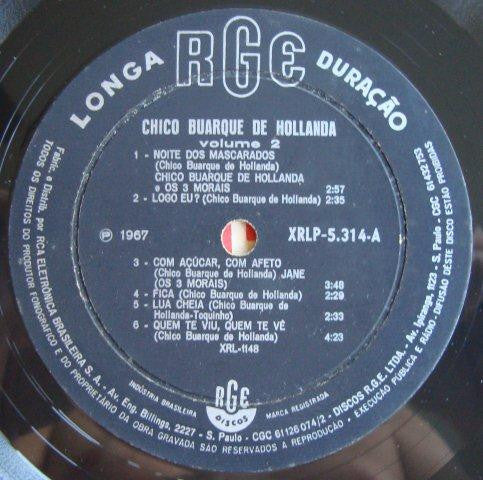 LONGA RGE DURAÇÃO
CHICO BUARQUE DE HOLLANDA
volume 2
1 - NOITE DOS MASCARADOS
(Chico Buarque de Hollanda)
CHICO BUARQUE DE HOLLANDA
e OS 3 MORAIS 2:57
2 - LOGO EU? (Chico Buarque de Hollanda) 2:35
℗ 1967 XRLP-5.314-A
3 - COM AÇÚCAR, COM AFETO
(Chico Buarque de Hollanda) JANE
(OS 3 MORAIS) 3:48
4 - FICA (Chico Buarque de Hollanda) 2:29
5 - LUA CHEIA (Chico Buarque de
Hollanda-Toquinho) 2:33
6 - QUEM TE VIU, QUEM TE VÊ
(Chico Buarque de Hollanda) 4:23
XRL-1148
INDÚSTRIA BRASILEIRA
RGE
DISCOS
MARCA REGISTRADA
Fabric. e Distrib. por RCA ELETRÔNICA BRASILEIRA S. A. - Av. Eng. Billings, 2227 - S. Paulo - CGC 61126074/2 - DISCOS R.G.E. LTDA. - Av. Ipiranga, 1123 - S. Paulo - CGC 61432753
TODOS OS DIREITOS DO PRODUTOR FONOGRÁFICO E DO PROPRIETÁRIO DA OBRA GRAVADA SÃO RESERVADOS A REPRODUÇÃO - EXECUÇÃO PÚBLICA E RÁDIO-DIFUSÃO DÊSTE DISCO ESTÃO PROIBIDAS